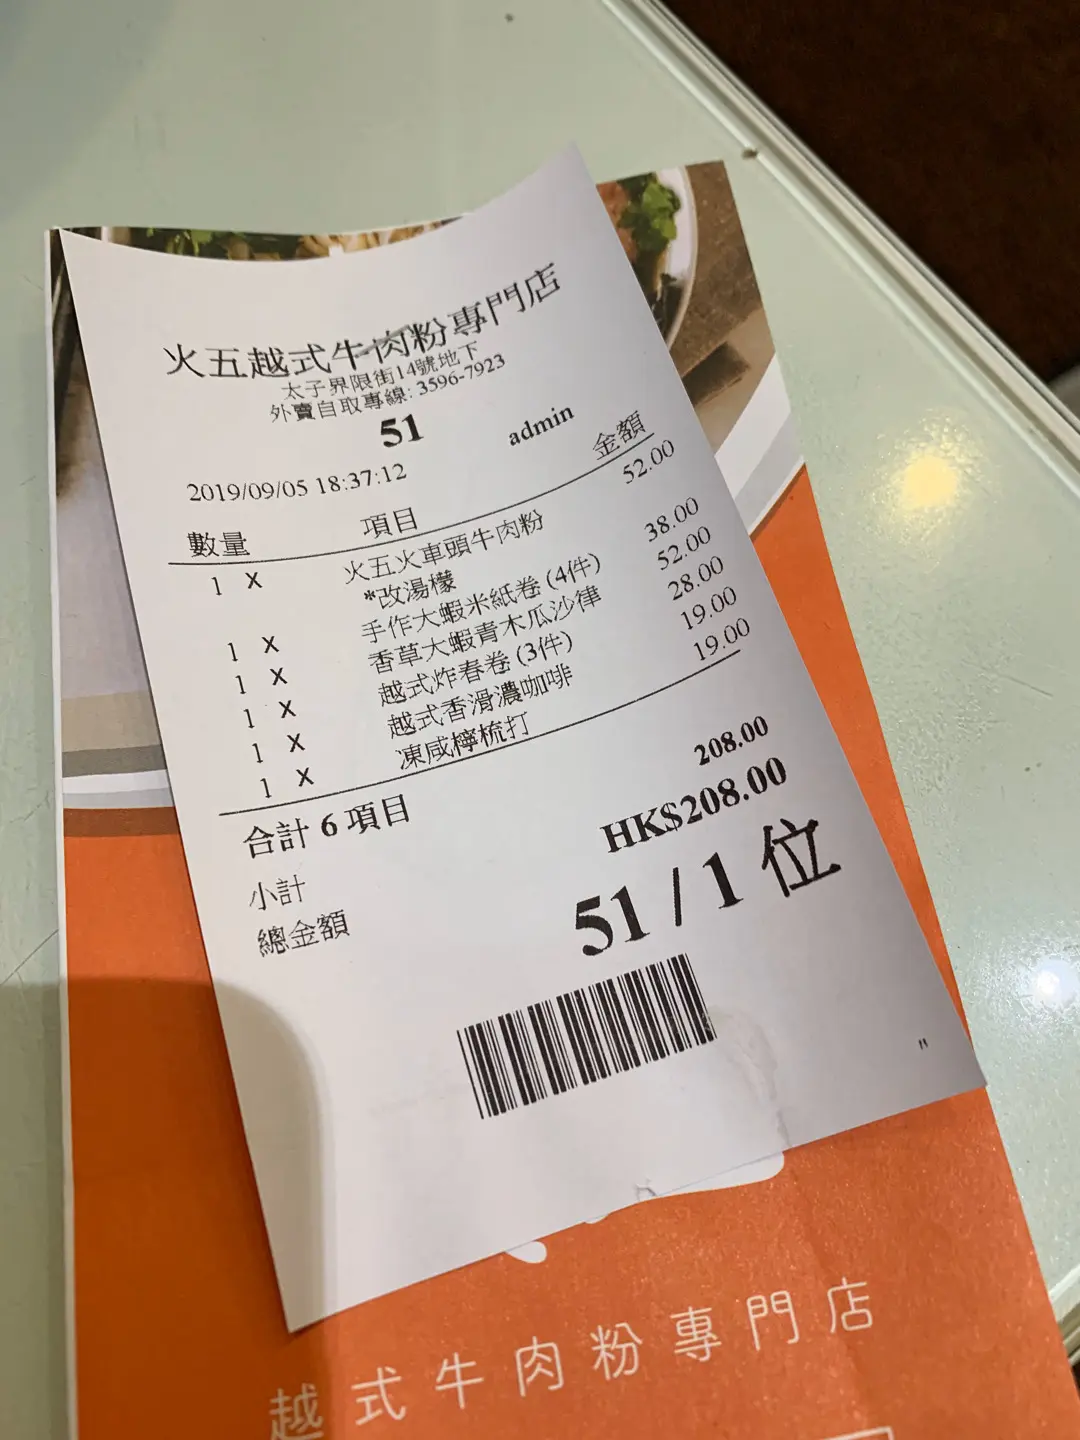 火五越式牛肉粉專門店
太子界限街14號地下
外賣自取專線: 3596-7923
51
admin
2019/09/05 18:37:12
數量 項目 金額
1 X 火五火車頭牛肉粉 52.00
*改湯檬
1 X 手作大蝦米紙卷 (4件) 38.00
1 X 香草大蝦青木瓜沙律 52.00
1 X 越式炸春卷 (3件) 28.00
1 X 越式香滑濃咖啡 19.00
1 X 凍咸檸梳打 19.00
合計 6 項目
小計 208.00
總金額 HK$208.00
51 / 1 位
越式牛肉粉專門店